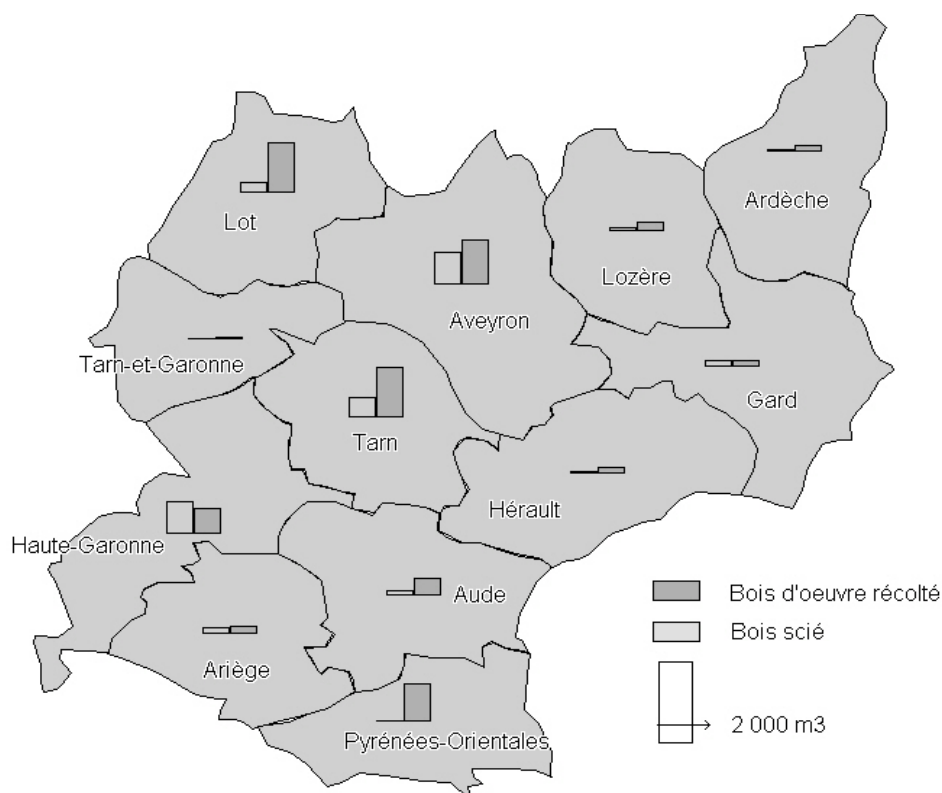 Ardèche
Lot
Lozère
Aveyron
Tarn-et-Garonne
Gard
Tarn
Hérault
Haute-Garonne
Aude
Bois d'oeuvre récolté
Bois scié
Ariège
2 000 m3
Pyrénées-Orientales